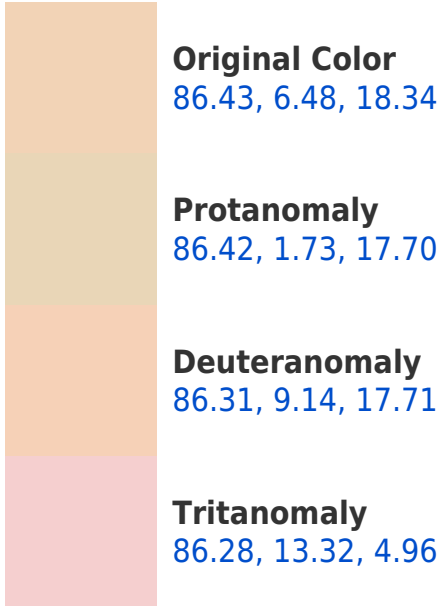 Original Color
86.43, 6.48, 18.34
Protanomaly
86.42, 1.73, 17.70
Deuteranomaly
86.31, 9.14, 17.71
Tritanomaly
86.28, 13.32, 4.96